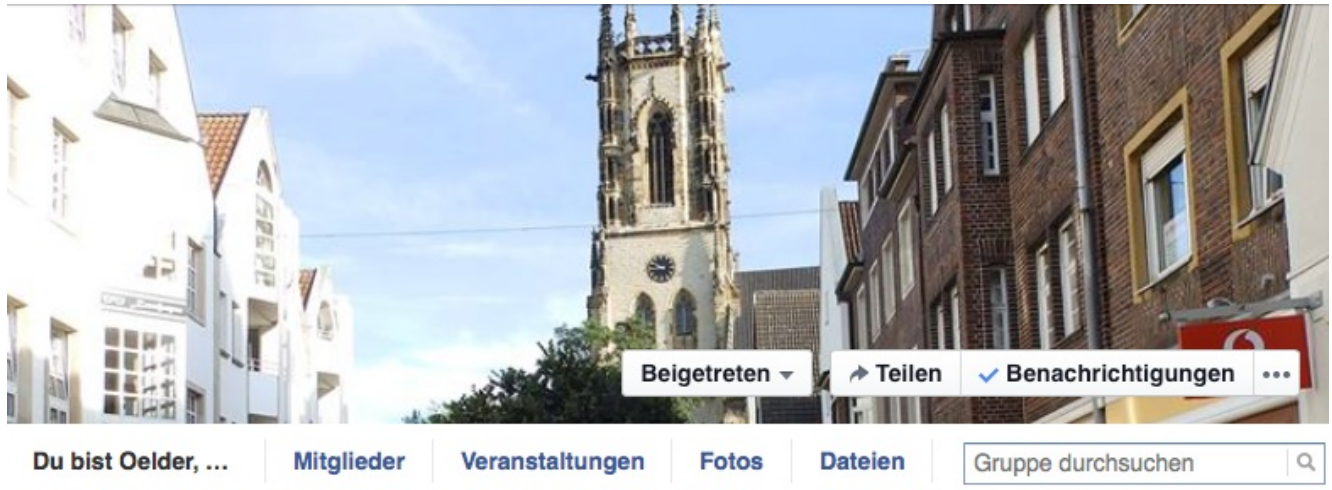 Beigetreten
Teilen
Benachrichtigungen
Du bist Oelder, ...
Mitglieder
Veranstaltungen
Fotos
Dateien
Gruppe durchsuchen